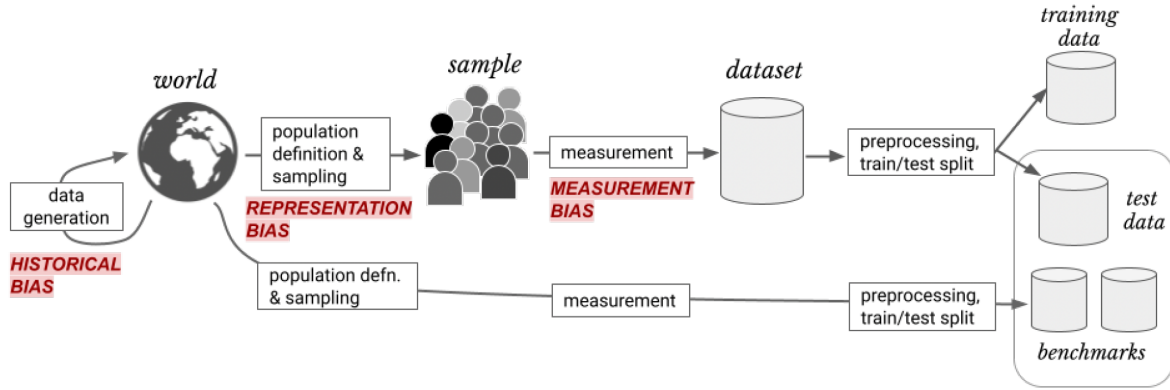 training
data
world
sample
dataset
population
definition &
sampling
measurement
preprocessing,
train/test split
data
generation
REPRESENTATION
BIAS
MEASUREMENT
BIAS
test
data
HISTORICAL
BIAS
population defn.
& sampling
measurement
preprocessing,
train/test split
benchmarks